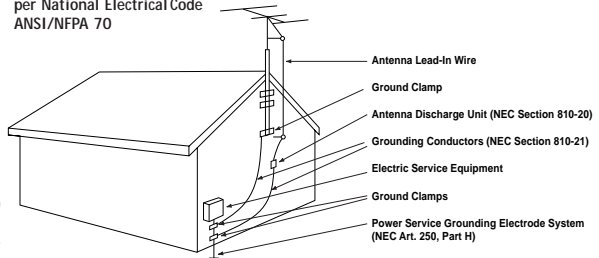 per National Electrical Code
ANSI/NFPA 70
Antenna Lead-In Wire
Ground Clamp
Antenna Discharge Unit (NEC Section 810-20)
Grounding Conductors (NEC Section 810-21)
Electric Service Equipment
Ground Clamps
Power Service Grounding Electrode System
(NEC Art. 250, Part H)